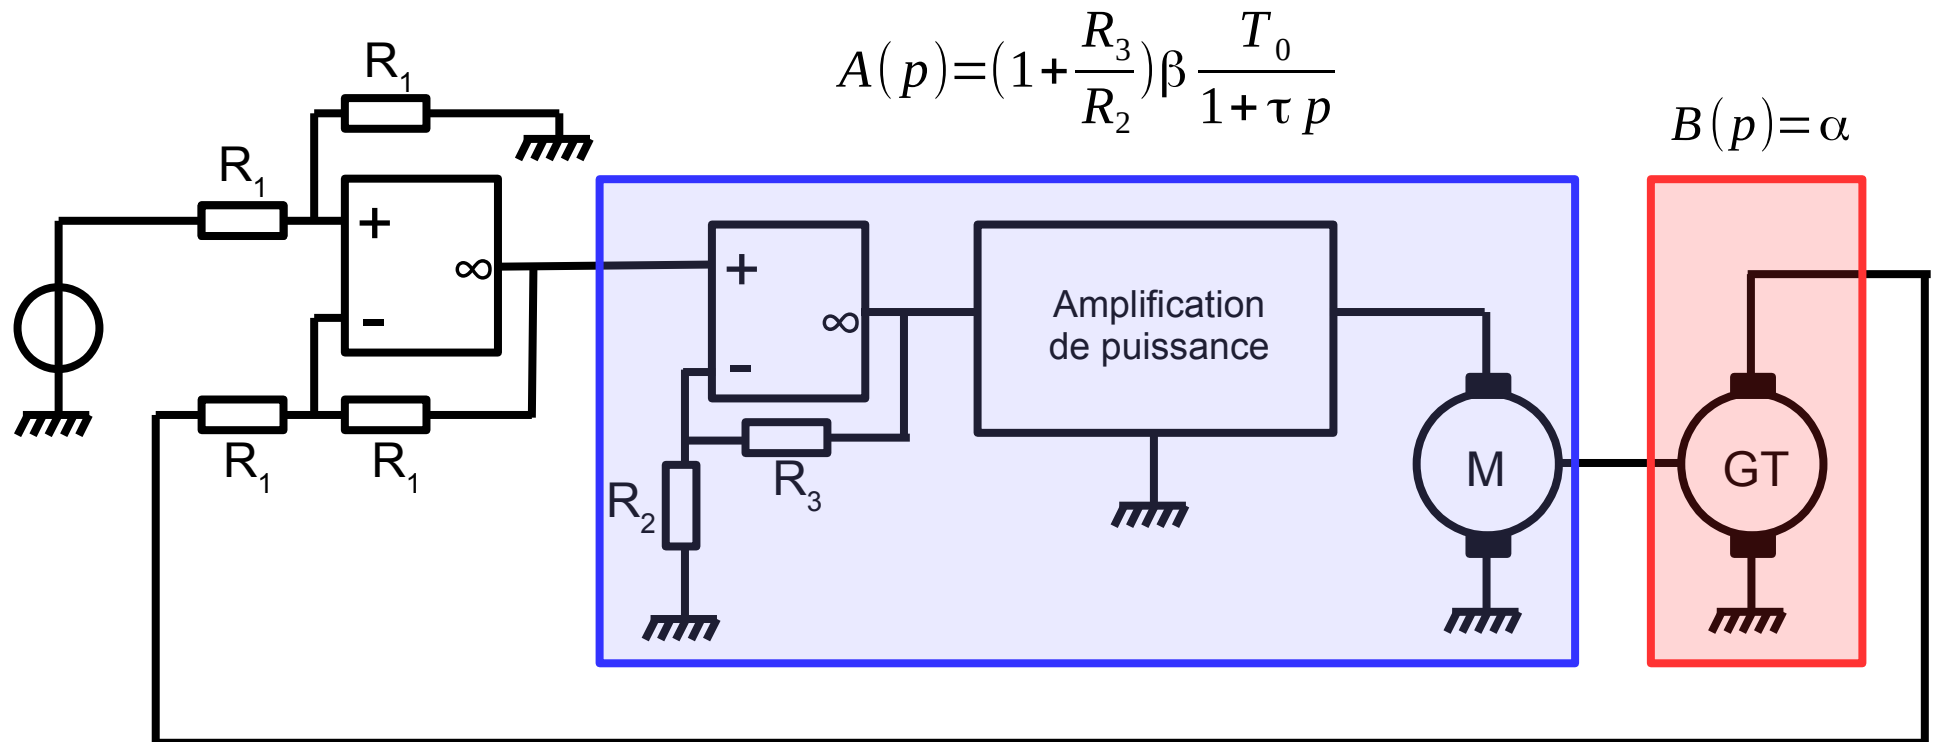 A(p)=(1+R₃/R₂)β T₀/(1+τp)
B(p)=α
R₁
R₁
+
-
∞
R₁
R₁
+
-
∞
R₂
R₃
Amplification
de puissance
M
GT